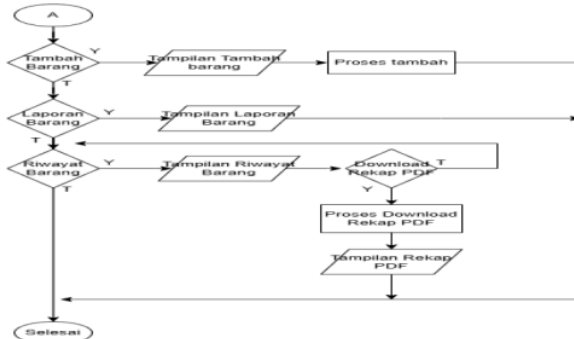 A
Tambah
Barang
Y
Tampilan Tambah
barang
Proses tambah
T
Laporan
Barang
Y
Tampilan Laporan
Barang
T
Riwayat
Barang
Y
Tampilan Riwayat
Barang
Download
Rekap PDF
T
T
Y
Proses Download
Rekap PDF
Tampilan Rekap
PDF
Selesai